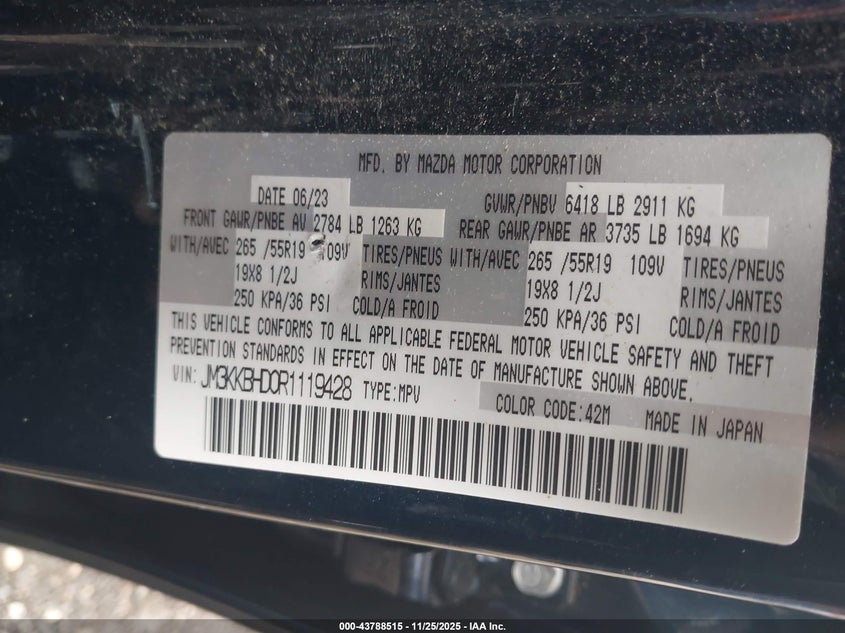 MFD. BY MAZDA MOTOR CORPORATION
DATE 06/23 GVWR/PNBV 6418 LB 2911 KG
FRONT GAWR/PNBE AV 2784 LB 1263 KG REAR GAWR/PNBE AR 3735 LB 1694 KG
WITH/AVEC 265 /55R19 109V TIRES/PNEUS WITH/AVEC 265 /55R19 109V TIRES/PNEUS
19X8 1/2J RIMS/JANTES 19X8 1/2J RIMS/JANTES
250 KPA/36 PSI COLD/A FROID 250 KPA/36 PSI COLD/A FROID
THIS VEHICLE CONFORMS TO ALL APPLICABLE FEDERAL MOTOR VEHICLE SAFETY AND THEFT
PREVENTION STANDARDS IN EFFECT ON THE DATE OF MANUFACTURE SHOWN ABOVE.
VIN: JM3KKBHD0R1119428 TYPE:MPV COLOR CODE:42M MADE IN JAPAN
000-43788515 - 11/25/2025 - IAA Inc.